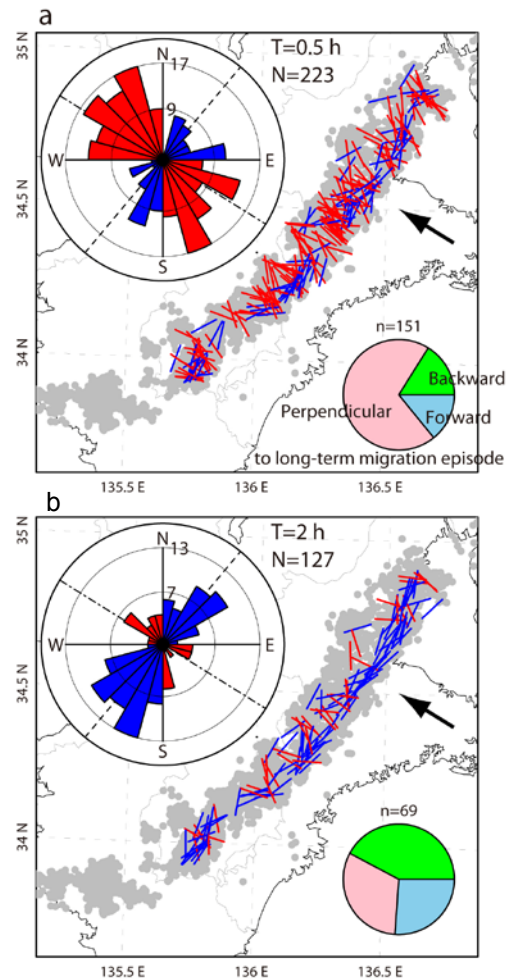 a
35 N
34.5 N
34 N
N
17
9
W
E
S
T=0.5 h
N=223
n=151
Backward
Perpendicular
Forward
to long-term migration episode
135.5 E
136 E
136.5 E
b
35 N
34.5 N
34 N
N
13
7
W
E
S
T=2 h
N=127
n=69
135.5 E
136 E
136.5 E